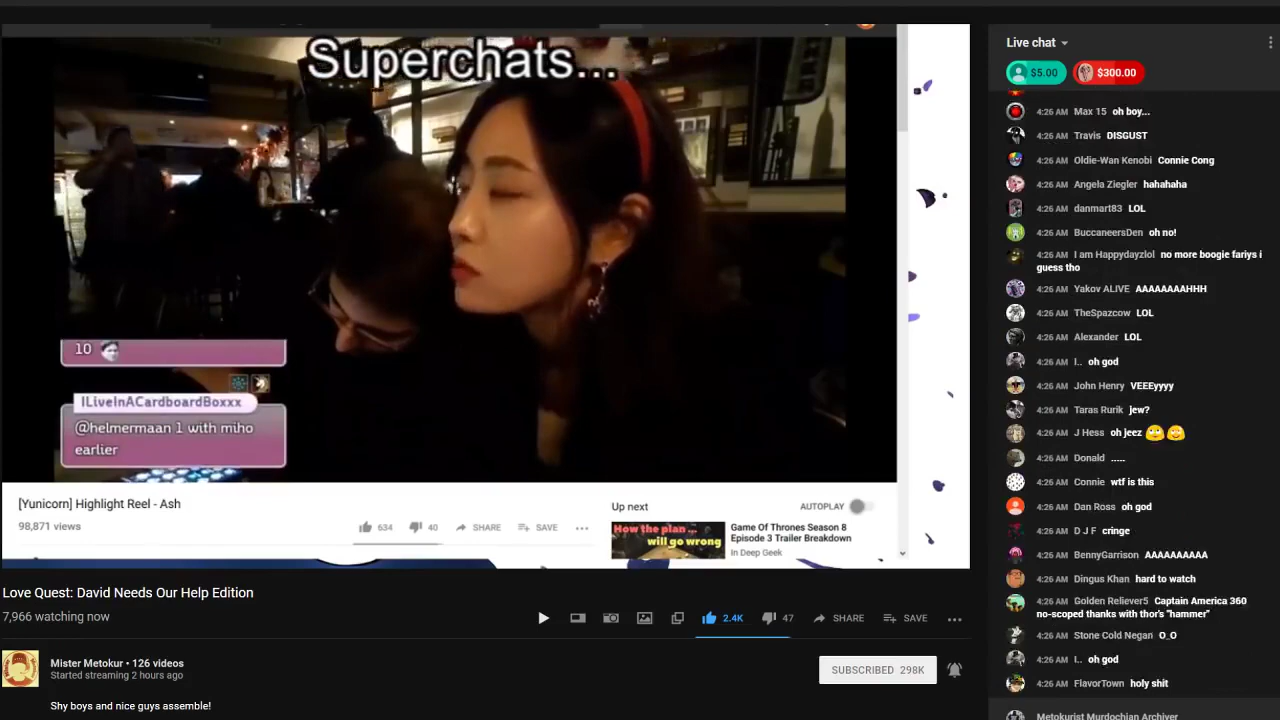 Superchats...
10
ILiveInACardboardBoxxx
@helmermaan 1 with miho
earlier
[Yunicorn] Highlight Reel - Ash
98,871 views
634
40
SHARE
SAVE
Up next
AUTOPLAY
How the plan...
will go wrong
Game Of Thrones Season 8
Episode 3 Trailer Breakdown
In Deep Geek
Love Quest: David Needs Our Help Edition
7,966 watching now
2.4K
47
SHARE
SAVE
Mister Metokur • 126 videos
Started streaming 2 hours ago
SUBSCRIBED 298K
Shy boys and nice guys assemble!
Live chat
$5.00
$300.00
4:26 AM Max 15 oh boy...
4:26 AM Travis DISGUST
4:26 AM Oldie-Wan Kenobi Connie Cong
4:26 AM Angela Ziegler hahahaha
4:26 AM danmart83 LOL
4:26 AM BuccaneersDen oh no!
4:26 AM I am Happydayzlol no more boogie fariys i
guess tho
4:26 AM Yakov ALIVE AAAAAAAAHHH
4:26 AM TheSpazcow LOL
4:26 AM Alexander LOL
4:26 AM I.. oh god
4:26 AM John Henry VEEEyyyy
4:26 AM Taras Rurik jew?
4:26 AM J Hess oh jeez 🙄 🙄
4:26 AM Donald .....
4:26 AM Connie wtf is this
4:26 AM Dan Ross oh god
4:26 AM D J F cringe
4:26 AM BennyGarrison AAAAAAAAAA
4:26 AM Dingus Khan hard to watch
4:26 AM Golden Reliever5 Captain America 360
no-scoped thanks with thor's "hammer"
4:26 AM Stone Cold Negan O_O
4:26 AM I.. oh god
4:26 AM FlavorTown holy shit
Metokurist Murdochian Archiver